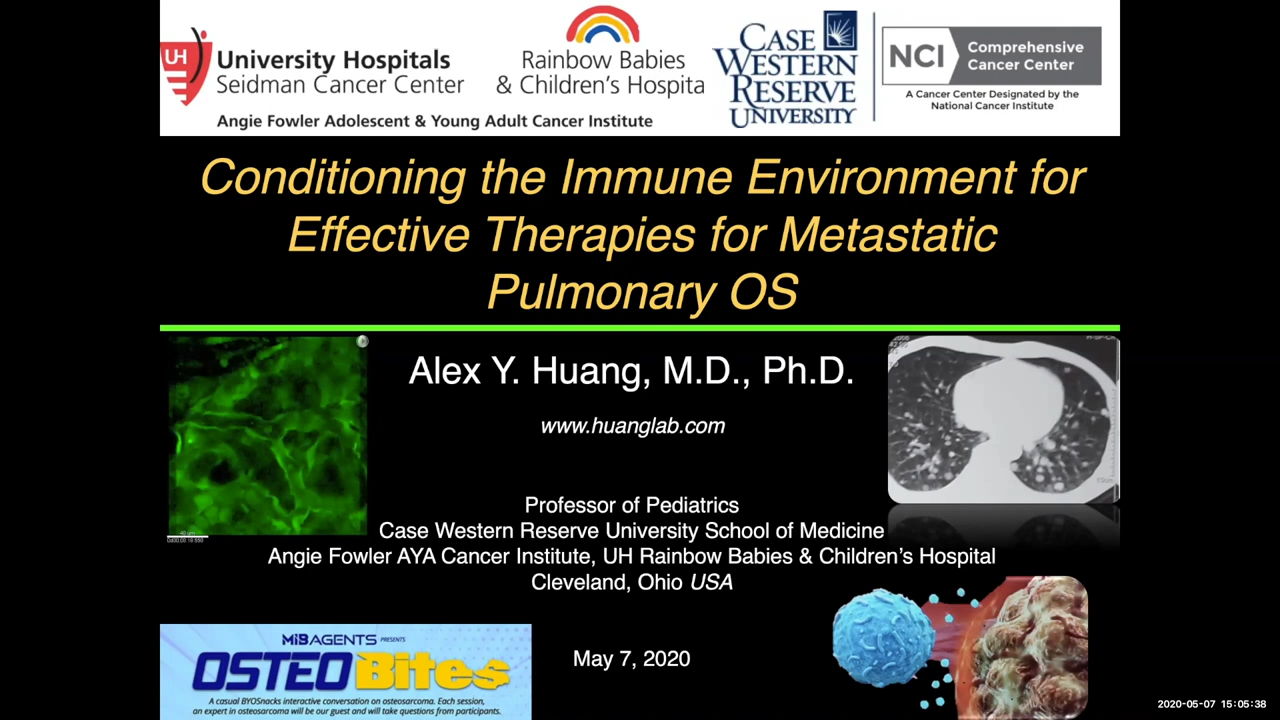 UH
University Hospitals
Seidman Cancer Center
Angie Fowler Adolescent & Young Adult Cancer Institute
Rainbow Babies
& Children's Hospita
CASE
WESTERN
RESERVE
UNIVERSITY
NCI
Comprehensive
Cancer Center
A Cancer Center Designated by the
National Cancer Institute
Conditioning the Immune Environment for
Effective Therapies for Metastatic
Pulmonary OS
Alex Y. Huang, M.D., Ph.D.
www.huanglab.com
Professor of Pediatrics
Case Western Reserve University School of Medicine
Angie Fowler AYA Cancer Institute, UH Rainbow Babies & Children's Hospital
Cleveland, Ohio USA
MIBAGENTS PRESENTS
OSTEOBites
A casual BYOSnacks interactive conversation on osteosarcoma. Each session,
an expert in osteosarcoma will be our guest and will take questions from participants.
May 7, 2020
2020-05-07 15:05:38